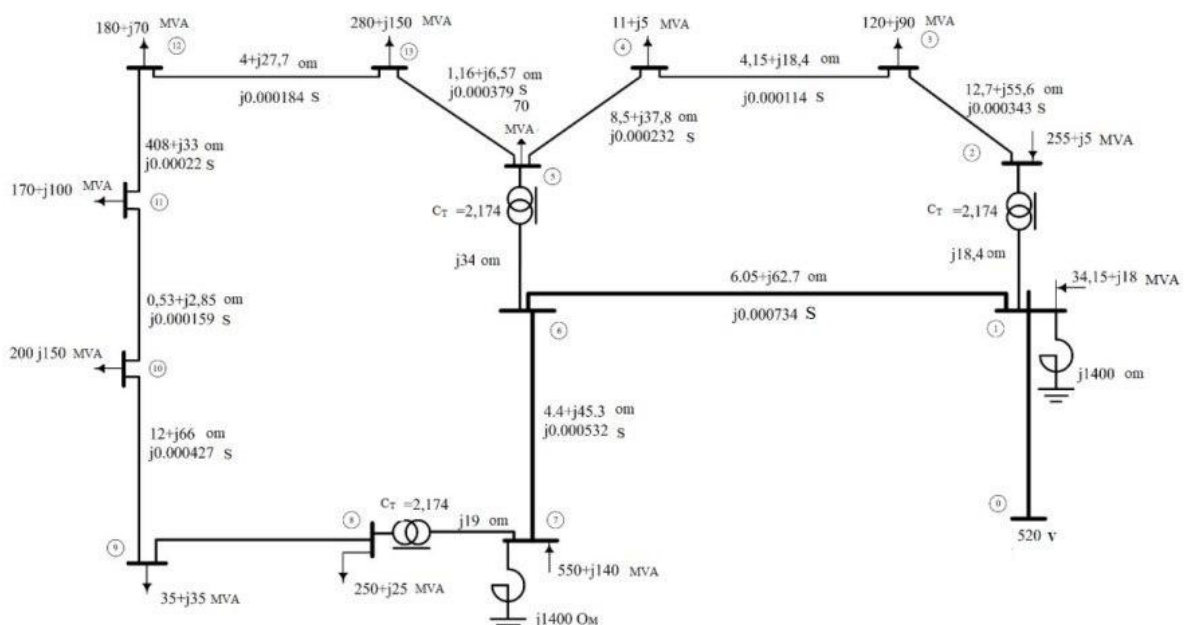 180+j70 MVA
12
280+j150 MVA
13
11+j5 MVA
4
120+j90 MVA
3
4+j27,7 om
j0.000184 S
1,16+j6,57 om
j0.000379 S
70
MVA
8,5+j37,8 om
j0.000232 S
4,15+j18,4 om
j0.000114 S
12,7+j55,6 om
j0.000343 S
2
255+j5 MVA
408+j33 om
j0.00022 S
5
170+j100 MVA
11
CT =2,174
CT =2,174
j34 om
j18,4 om
6.05+j62.7 om
34,15+j18 MVA
0,53+j2,85 om
j0.000159 S
j0.000734 S
6
1
200 j150 MVA
10
j1400 om
4.4+j45.3 om
j0.000532 S
12+j66 om
j0.000427 S
CT =2,174
8
j19 om
7
0
520 v
9
35+j35 MVA
250+j25 MVA
550+j140 MVA
j1400 Ом